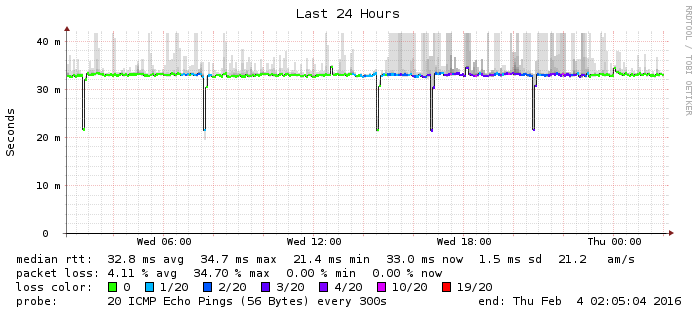 Last 24 Hours
RRDTOOL / TOBI OETIKER
Seconds
40 m
30 m
20 m
10 m
0
Wed 06:00 Wed 12:00 Wed 18:00 Thu 00:00
median rtt: 32.8 ms avg 34.7 ms max 21.4 ms min 33.0 ms now 1.5 ms sd 21.2 am/s
packet loss: 4.11 % avg 34.70 % max 0.00 % min 0.00 % now
loss color: 0 1/20 2/20 3/20 4/20 10/20 19/20
probe: 20 ICMP Echo Pings (56 Bytes) every 300s end: Thu Feb 4 02:05:04 2016